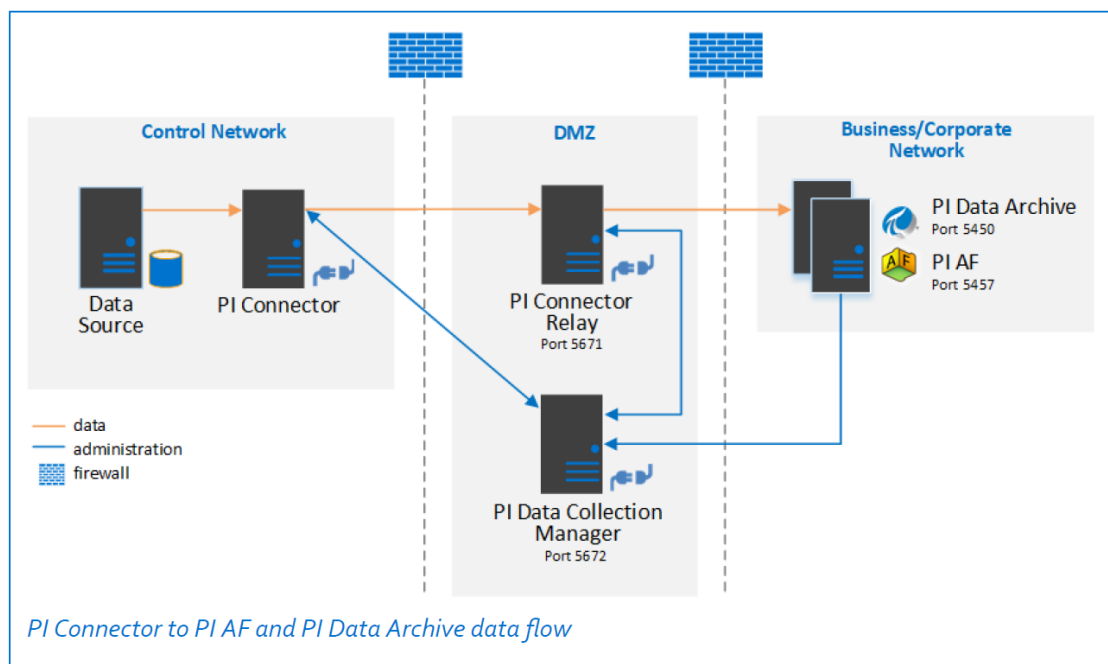 Control Network
DMZ
Business/Corporate
Network
Data
Source
PI Connector
PI Connector
Relay
Port 5671
PI Data Archive
Port 5450
AF
PI AF
Port 5457
data
administration
firewall
PI Data Collection
Manager
Port 5672
PI Connector to PI AF and PI Data Archive data flow